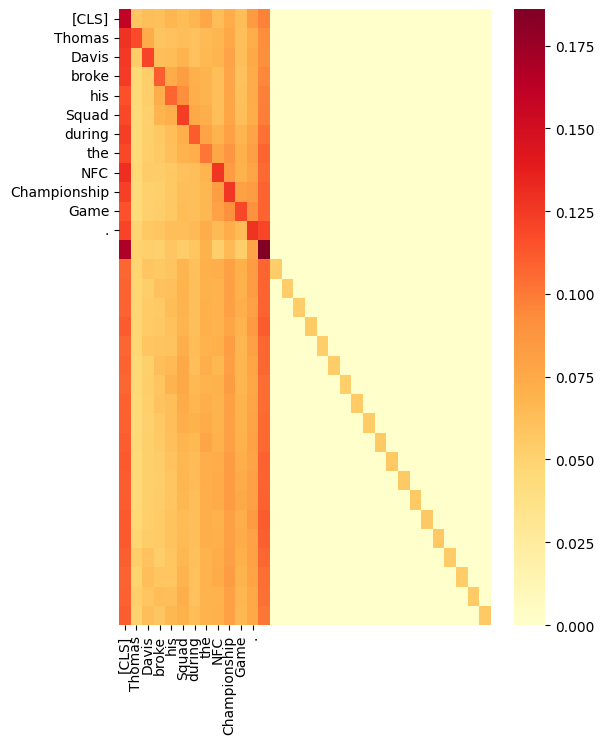 [CLS]
Thomas
Davis
broke
his
Squad
during
the
NFC
Championship
Game
.
0.175
0.150
0.125
0.100
0.075
0.050
0.025
0.000
[CLS]
Thomas
Davis
broke
his
Squad
during
the
NFC
Championship
Game
.